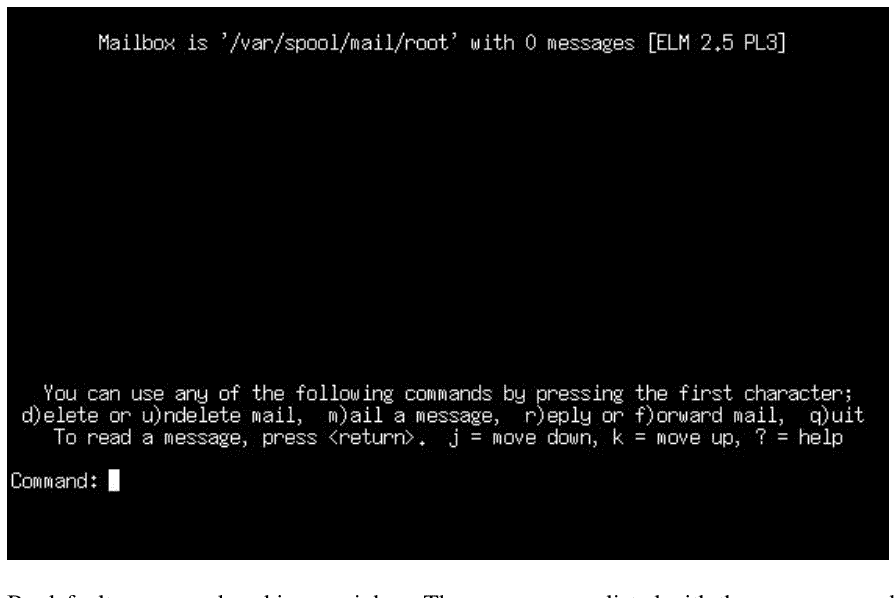 Mailbox is '/var/spool/mail/root' with 0 messages [ELM 2.5 PL3]
You can use any of the following commands by pressing the first character;
d)elete or u)ndelete mail, m)ail a message, r)eply or f)orward mail, q)uit
To read a message, press <return>. j = move down, k = move up, ? = help
Command: